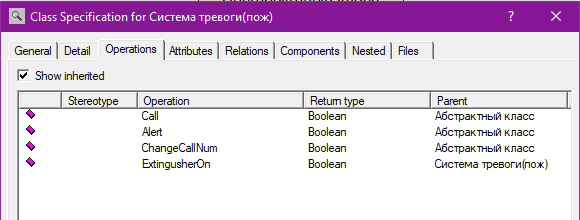 Class Specification for Система тревоги(пож)
? ×
General Detail Operations Attributes Relations Components Nested Files
Show inherited
Stereotype Operation Return type Parent
Call Boolean Абстрактный класс
Alert Boolean Абстрактный класс
ChangeCallNum Boolean Абстрактный класс
ExtingusherOn Boolean Система тревоги(пож)